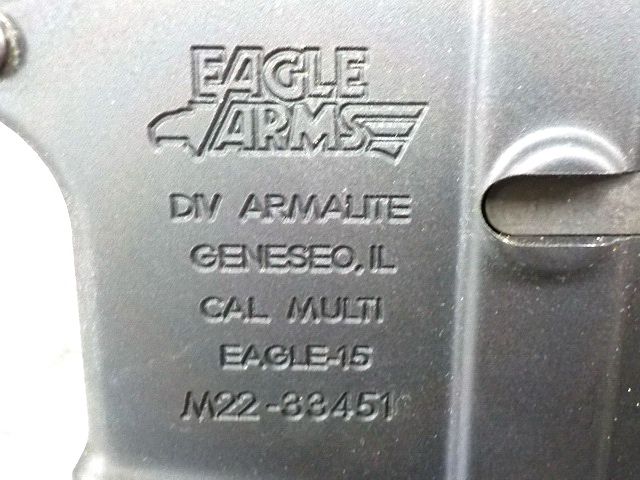 EAGLE
ARMS
DIV ARMALITE
GENESEO, IL
CAL MULTI
EAGLE-15
M22-33451